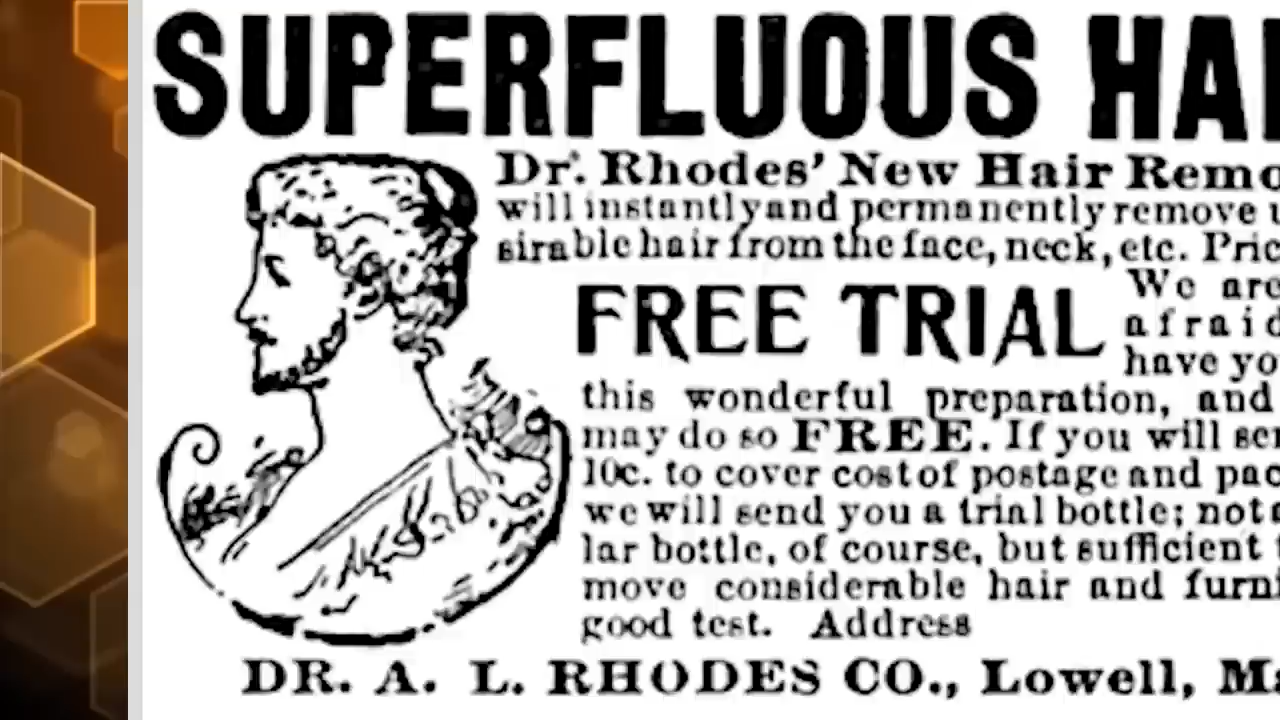 SUPERFLUOUS HAI
Dr. Rhodes' New Hair Remo
will instantly and permanently remove u
sirable hair from the face, neck, etc. Pric
We are
FREE TRIAL afraid
have yo
this wonderful preparation, and
may do so FREE. If you will sen
10c. to cover cost of postage and pac
we will send you a trial bottle; not a
lar bottle, of course, but sufficient t
move considerable hair and furni
good test. Address
DR. A. L. RHODES CO., Lowell, Ma